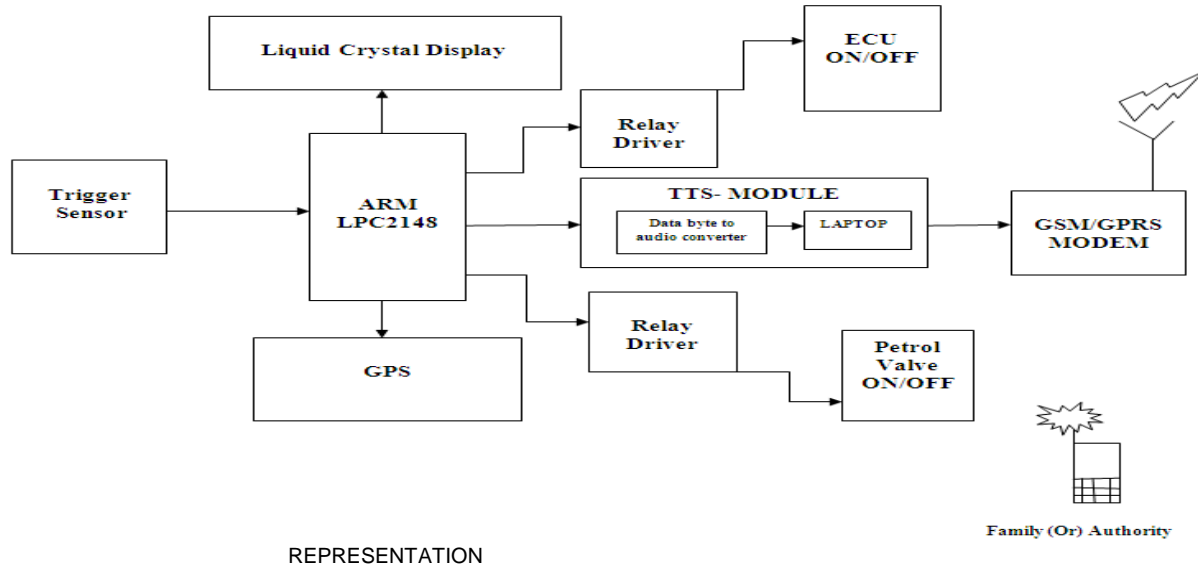 Liquid Crystal Display
ECU
ON/OFF
Relay
Driver
Trigger
Sensor
ARM
LPC2148
TTS- MODULE
Data byte to
audio converter
LAPTOP
GSM/GPRS
MODEM
Relay
Driver
GPS
Petrol
Valve
ON/OFF
Family (Or) Authority
REPRESENTATION